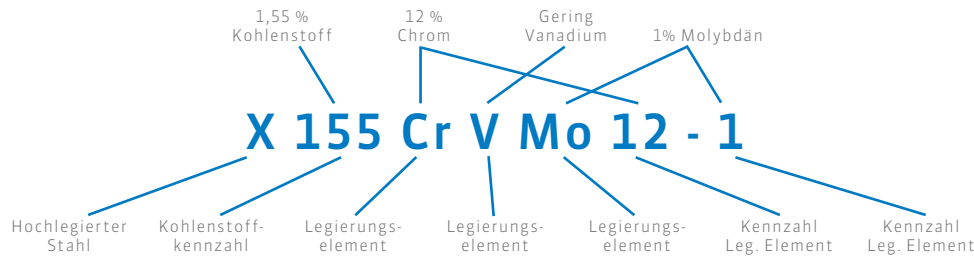 1,55 %
Kohlenstoff
12 %
Chrom
Gering
Vanadium
1% Molybdän
X 155 Cr V Mo 12 - 1
Hochlegierter
Stahl
Kohlenstoff-
kennzahl
Legierungs-
element
Legierungs-
element
Legierungs-
element
Kennzahl
Leg. Element
Kennzahl
Leg. Element